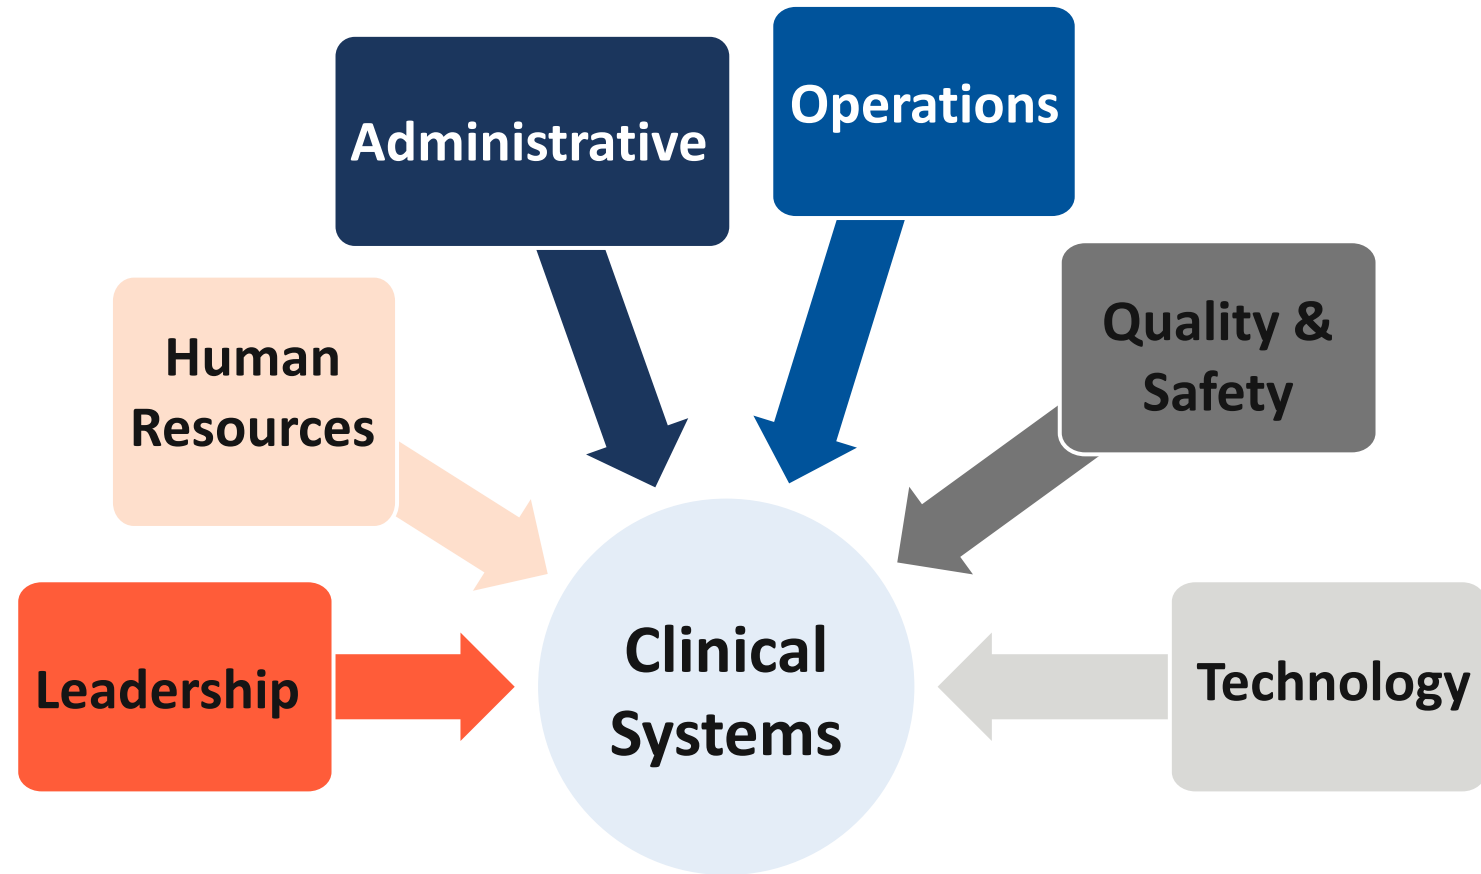 Operations
Administrative
Quality &
Safety
Human
Resources
Leadership
Clinical
Systems
Technology